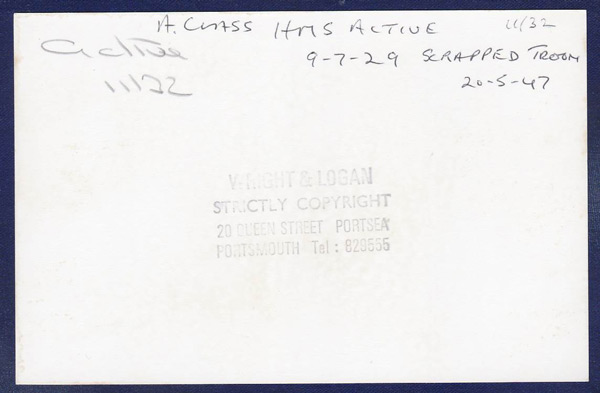 A. CLASS HMS ACTIVE 11/32
Active
9-7-29 SCRAPPED TROON
11/32
20-5-47
WRIGHT & LOGAN
STRICTLY COPYRIGHT
20 QUEEN STREET PORTSEA
PORTSMOUTH Tel: 829555